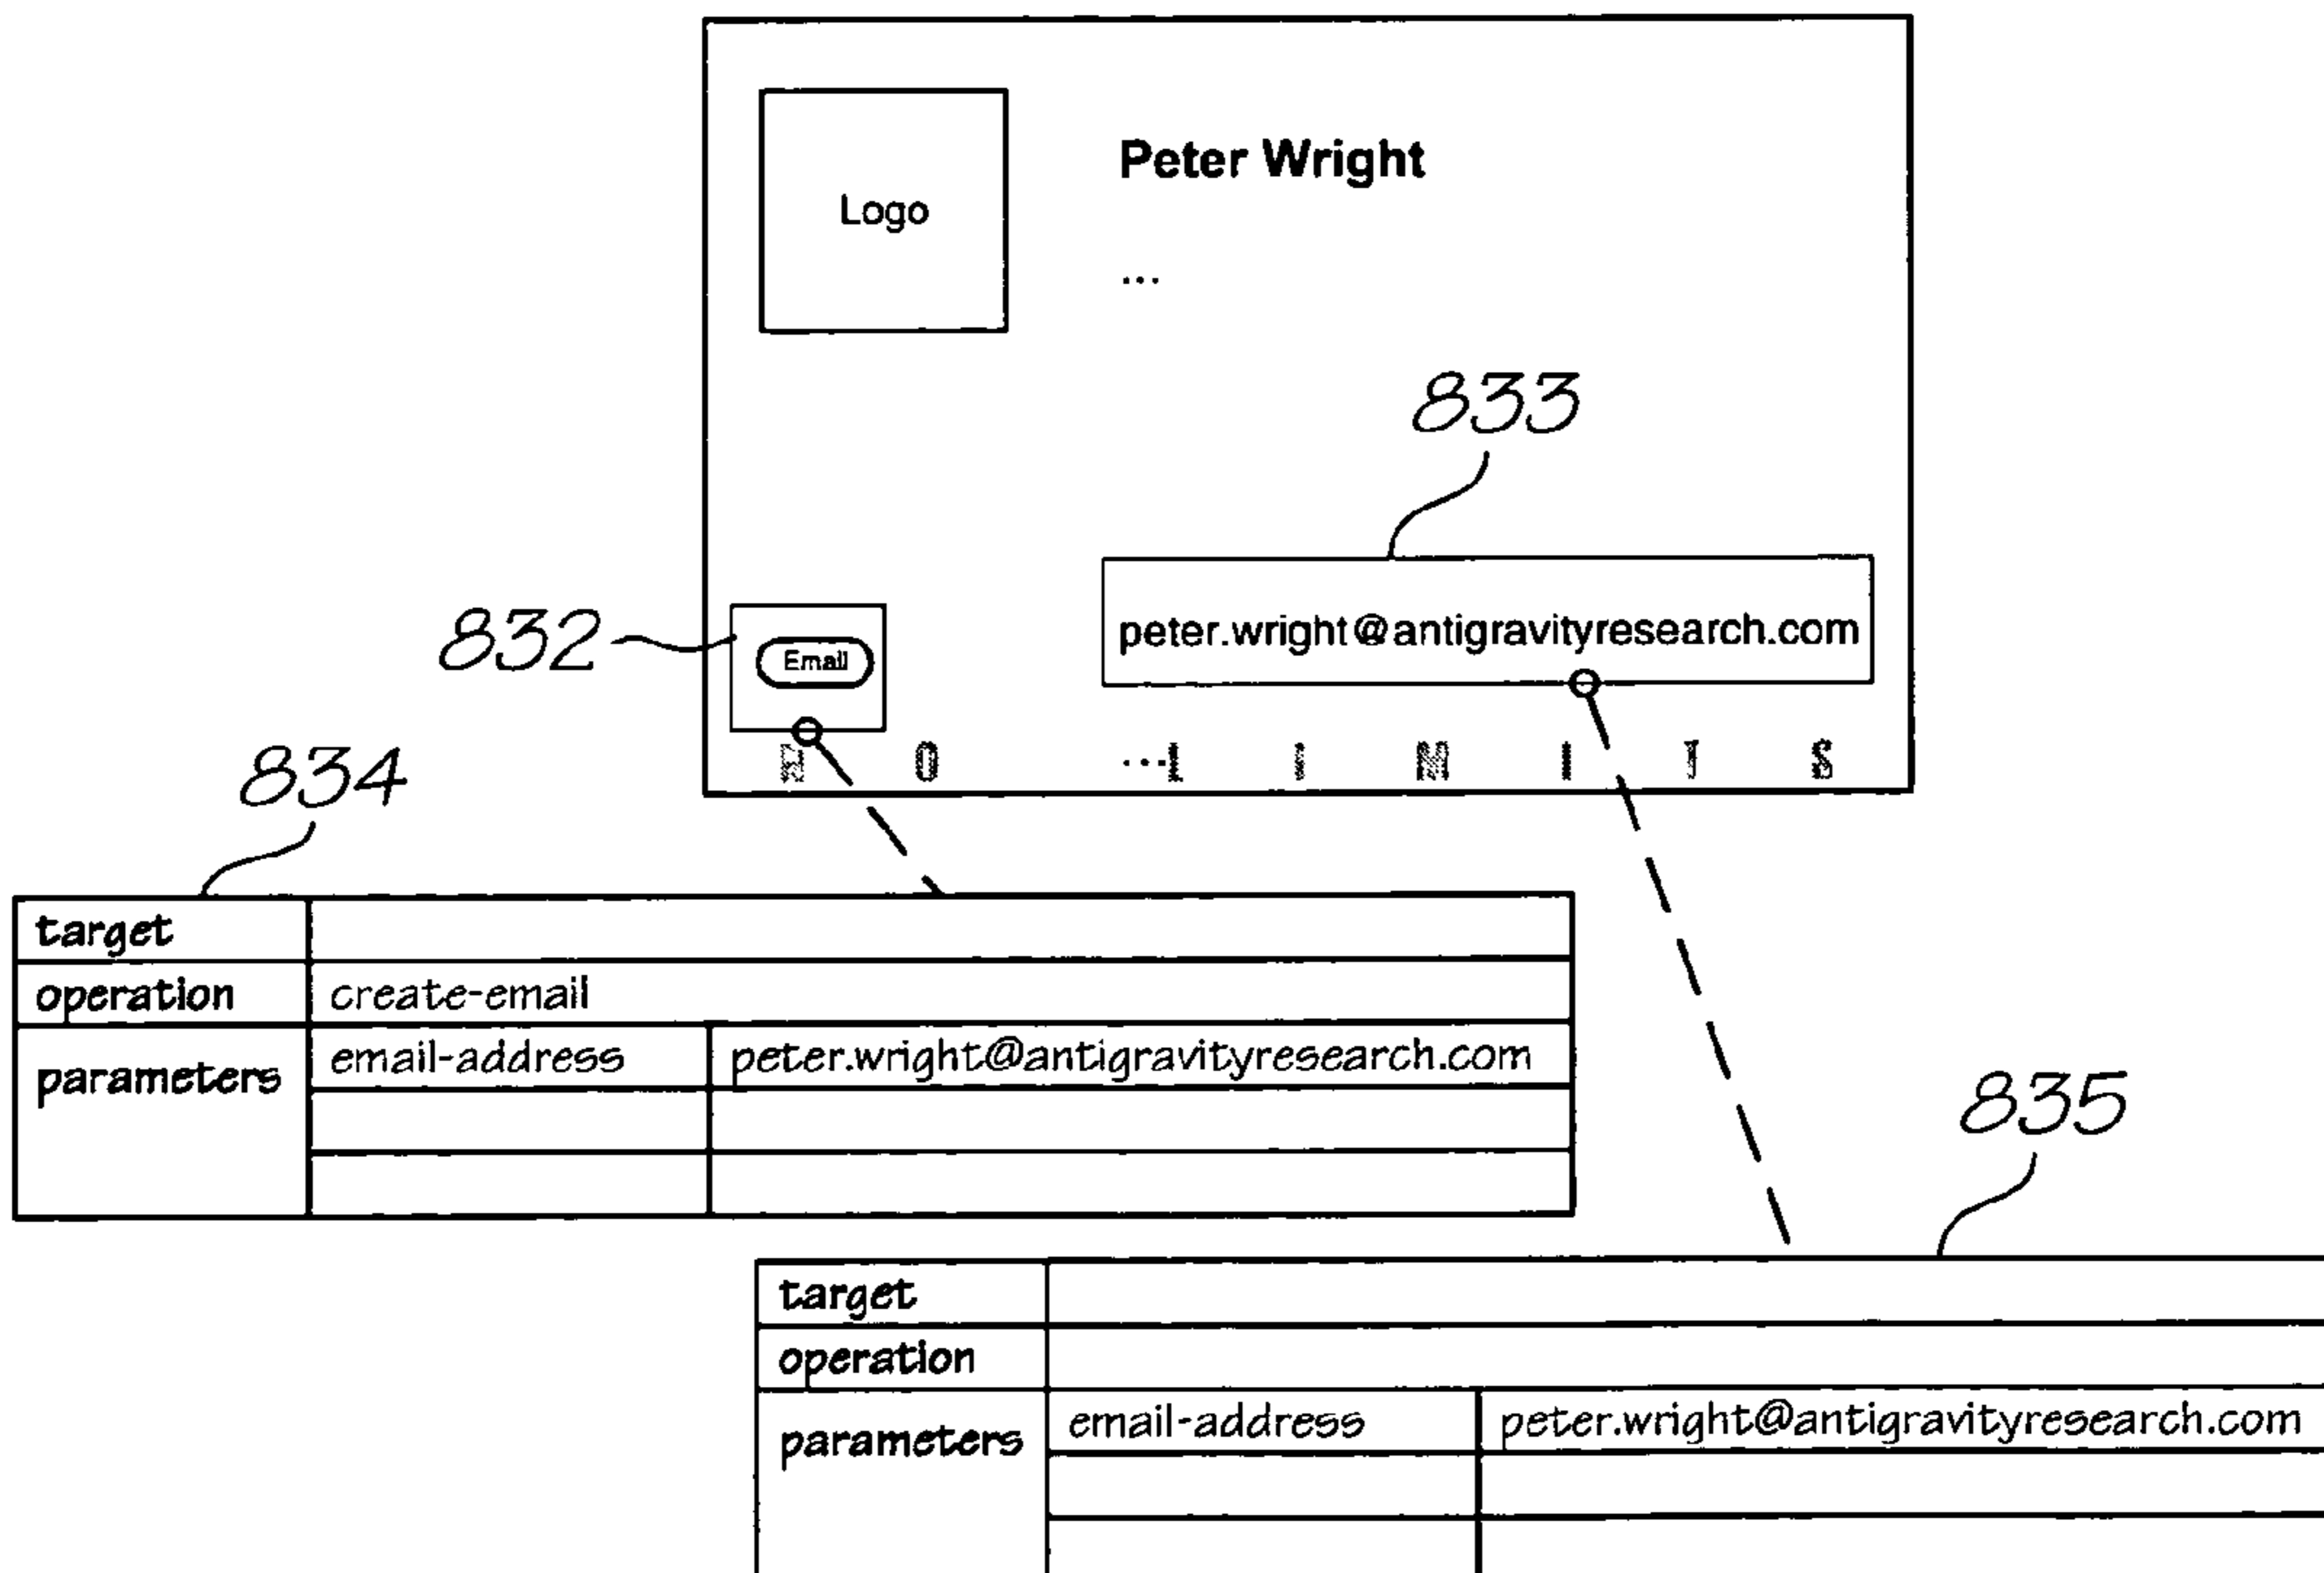 Logo
Peter Wright
...
833
peter.wright@antigravityresearch.com
832
Email
N O ...L I M I T S
834
target
operation create-email
parameters email-address peter.wright@antigravityresearch.com
835
target
operation
parameters email-address peter.wright@antigravityresearch.com